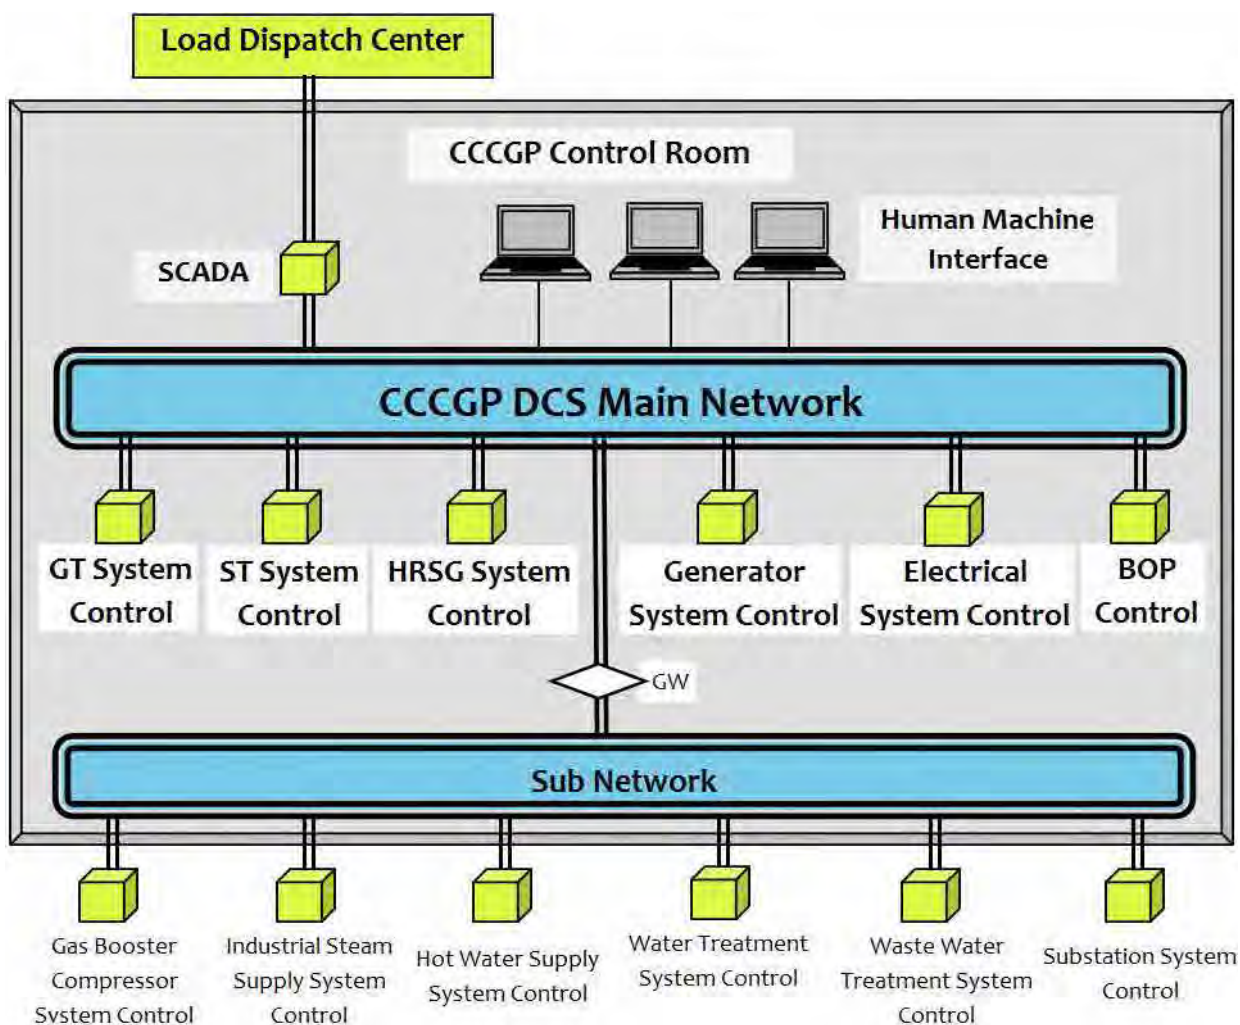 Load Dispatch Center
CCCGP Control Room
Human Machine
Interface
SCADA
CCCGP DCS Main Network
GT System
Control
ST System
Control
HRSG System
Control
Generator
System Control
Electrical
System Control
BOP
Control
GW
Sub Network
Gas Booster
Compressor
System Control
Industrial Steam
Supply System
Control
Hot Water Supply
System Control
Water Treatment
System Control
Waste Water
Treatment System
Control
Substation System
Control